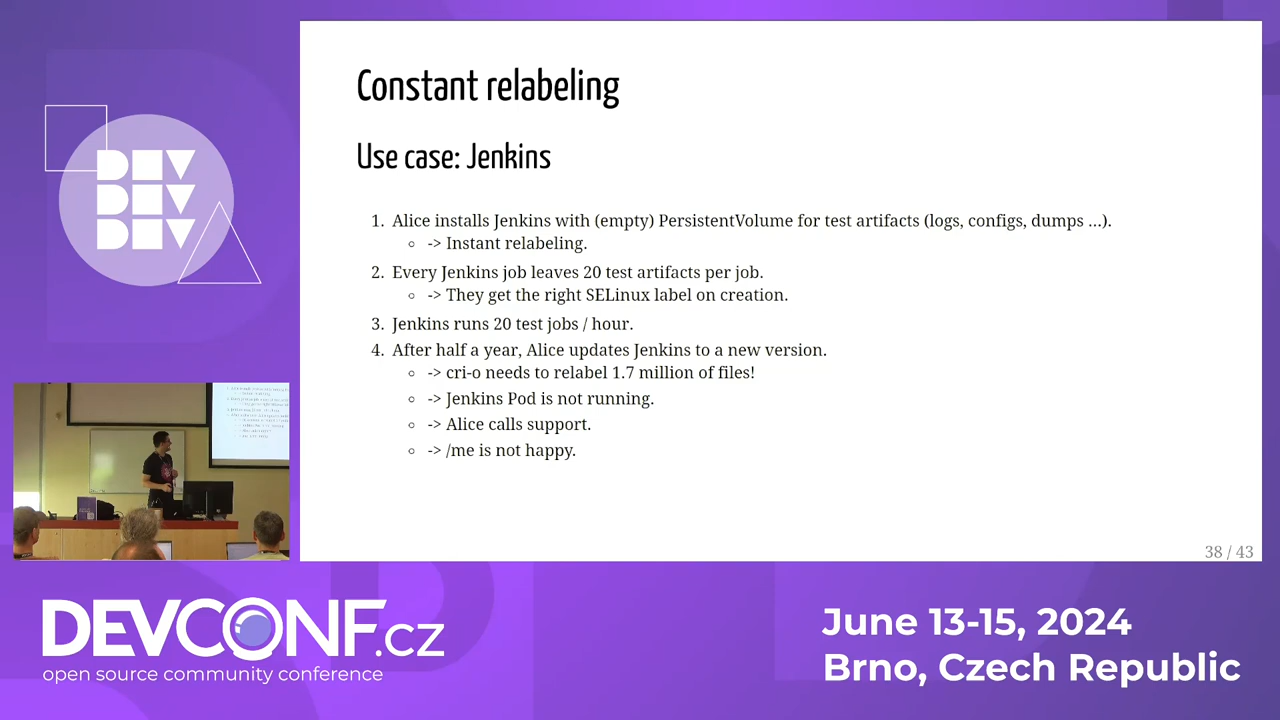 Constant relabeling
Use case: Jenkins
1. Alice installs Jenkins with (empty) PersistentVolume for test artifacts (logs, configs, dumps ...).
-> Instant relabeling.
2. Every Jenkins job leaves 20 test artifacts per job.
-> They get the right SELinux label on creation.
3. Jenkins runs 20 test jobs / hour.
4. After half a year, Alice updates Jenkins to a new version.
-> cri-o needs to relabel 1.7 million of files!
-> Jenkins Pod is not running.
-> Alice calls support.
-> /me is not happy.
38 / 43
DEV
DEV
DEV
DEVCONF.cz
open source community conference
June 13-15, 2024
Brno, Czech Republic